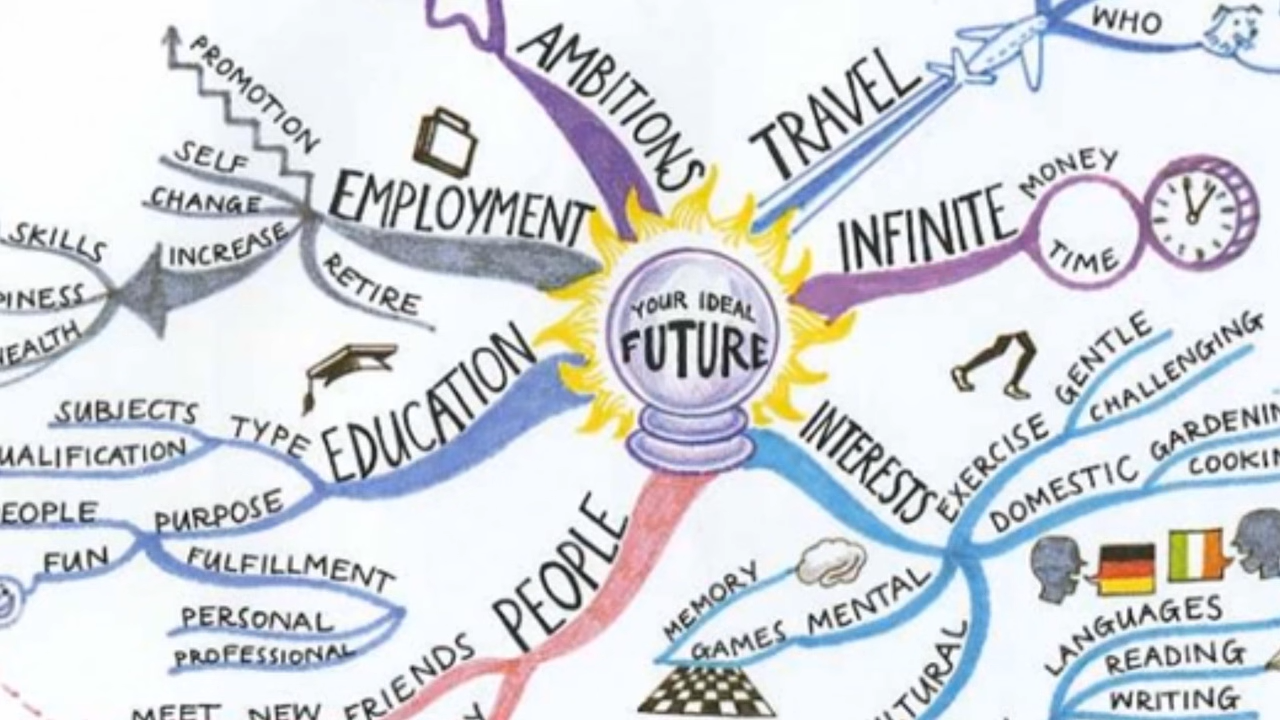 WHO
AMBITIONS
TRAVEL
PROMOTION
SELF
CHANGE
INCREASE
SKILLS
RETIRE
EMPLOYMENT
INFINITE
MONEY
TIME
YOUR IDEAL
FUTURE
EDUCATION
SUBJECTS
TYPE
PURPOSE
FUN
FULFILLMENT
PERSONAL
PROFESSIONAL
PEOPLE
FRIENDS
MEET NEW
INTERESTS
EXERCISE
GENTLE
CHALLENGING
DOMESTIC
MENTAL
MEMORY
GAMES
LANGUAGES
READING
WRITING